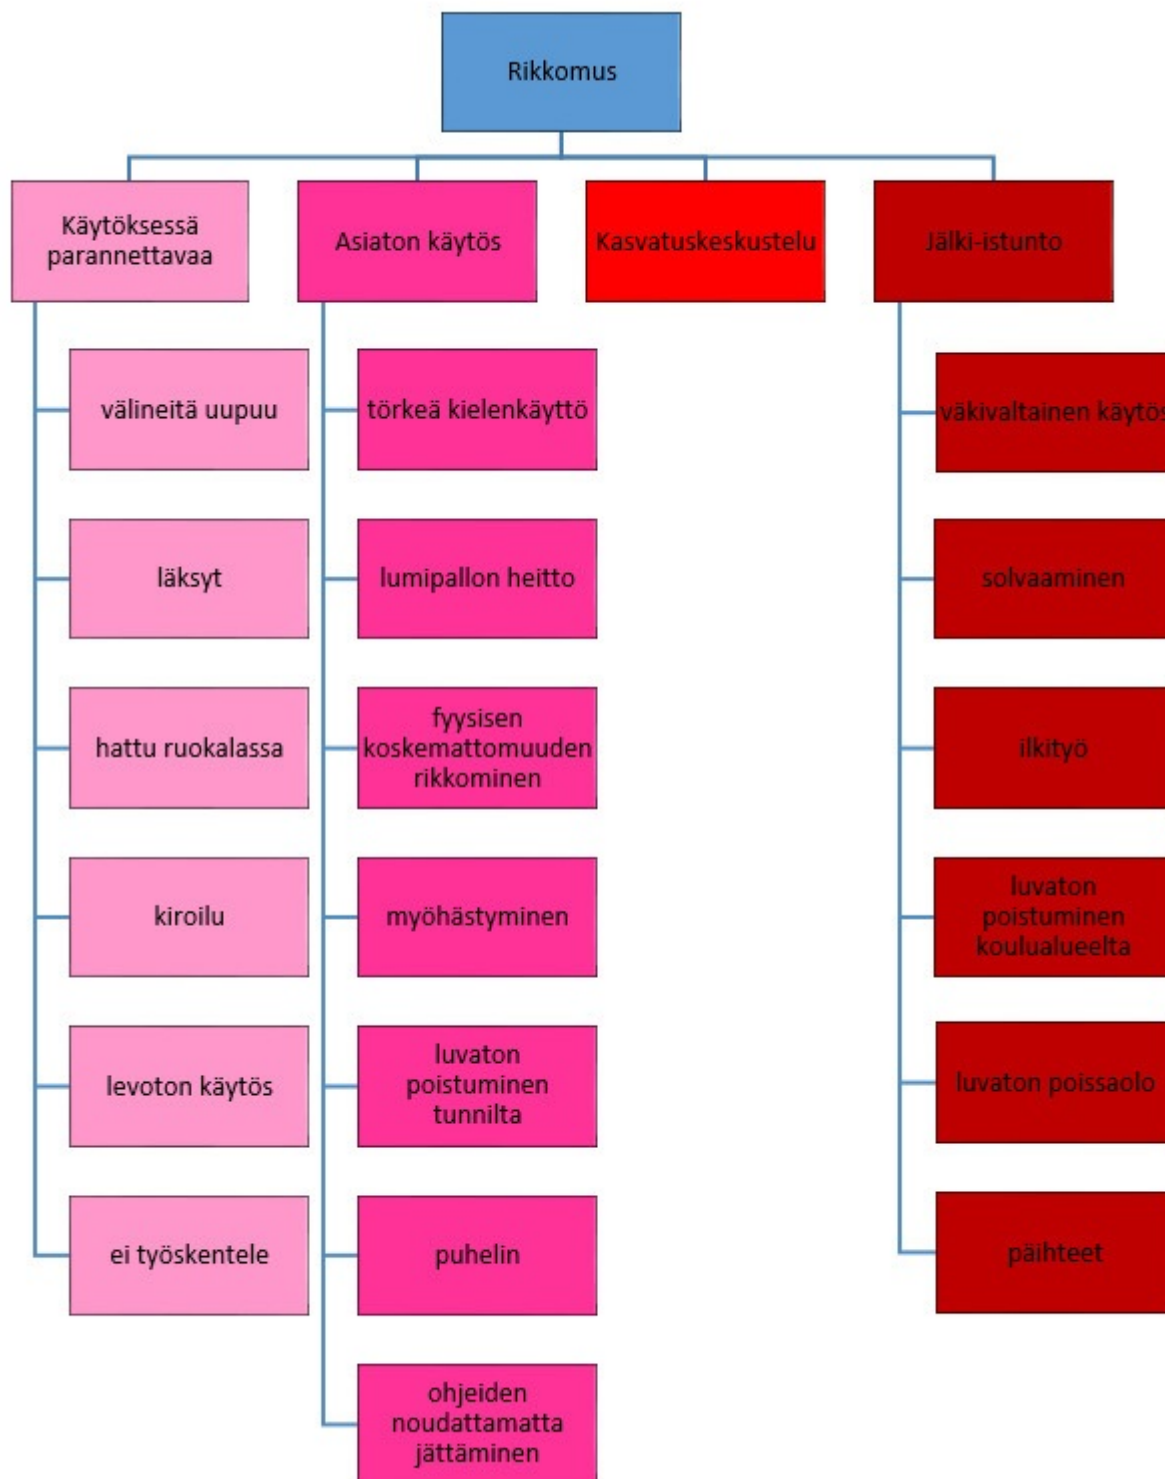 Rikkomus
Käytöksessä
parannettavaa
Asiaton käytös
Kasvatuskeskustelu
Jälki-istunto
välineitä uupuu
läksyt
hattu ruokalassa
kiroilu
levoton käytös
ei työskentele
törkeä kielenkäyttö
lumipallon heitto
fyysisen
koskemattomuuden
rikkominen
myöhästyminen
luvaton
poistuminen
tunnilta
puhelin
ohjeiden
noudattamatta
jättäminen
väkivaltainen käytös
solvaaminen
ilkityö
luvaton
poistuminen
koulualueelta
luvaton poissaolo
päihteet